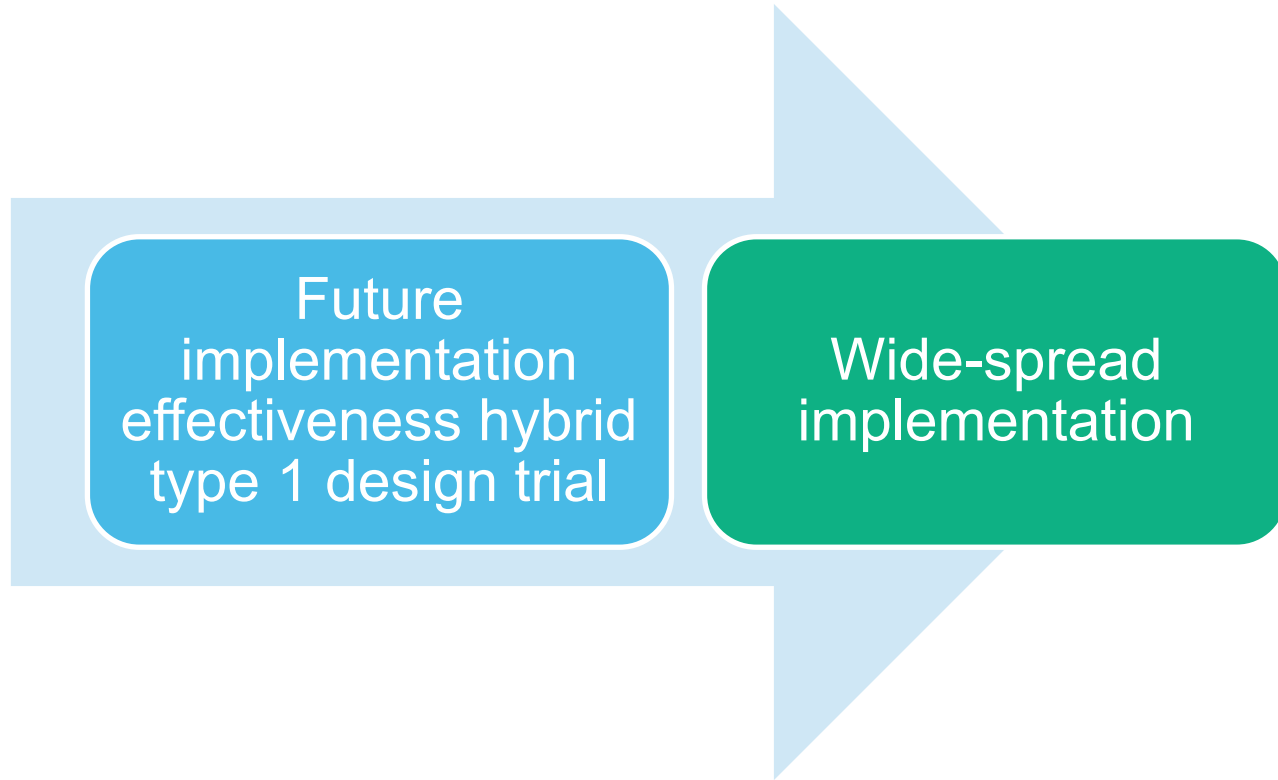 Future
implementation
effectiveness hybrid
type 1 design trial
Wide-spread
implementation